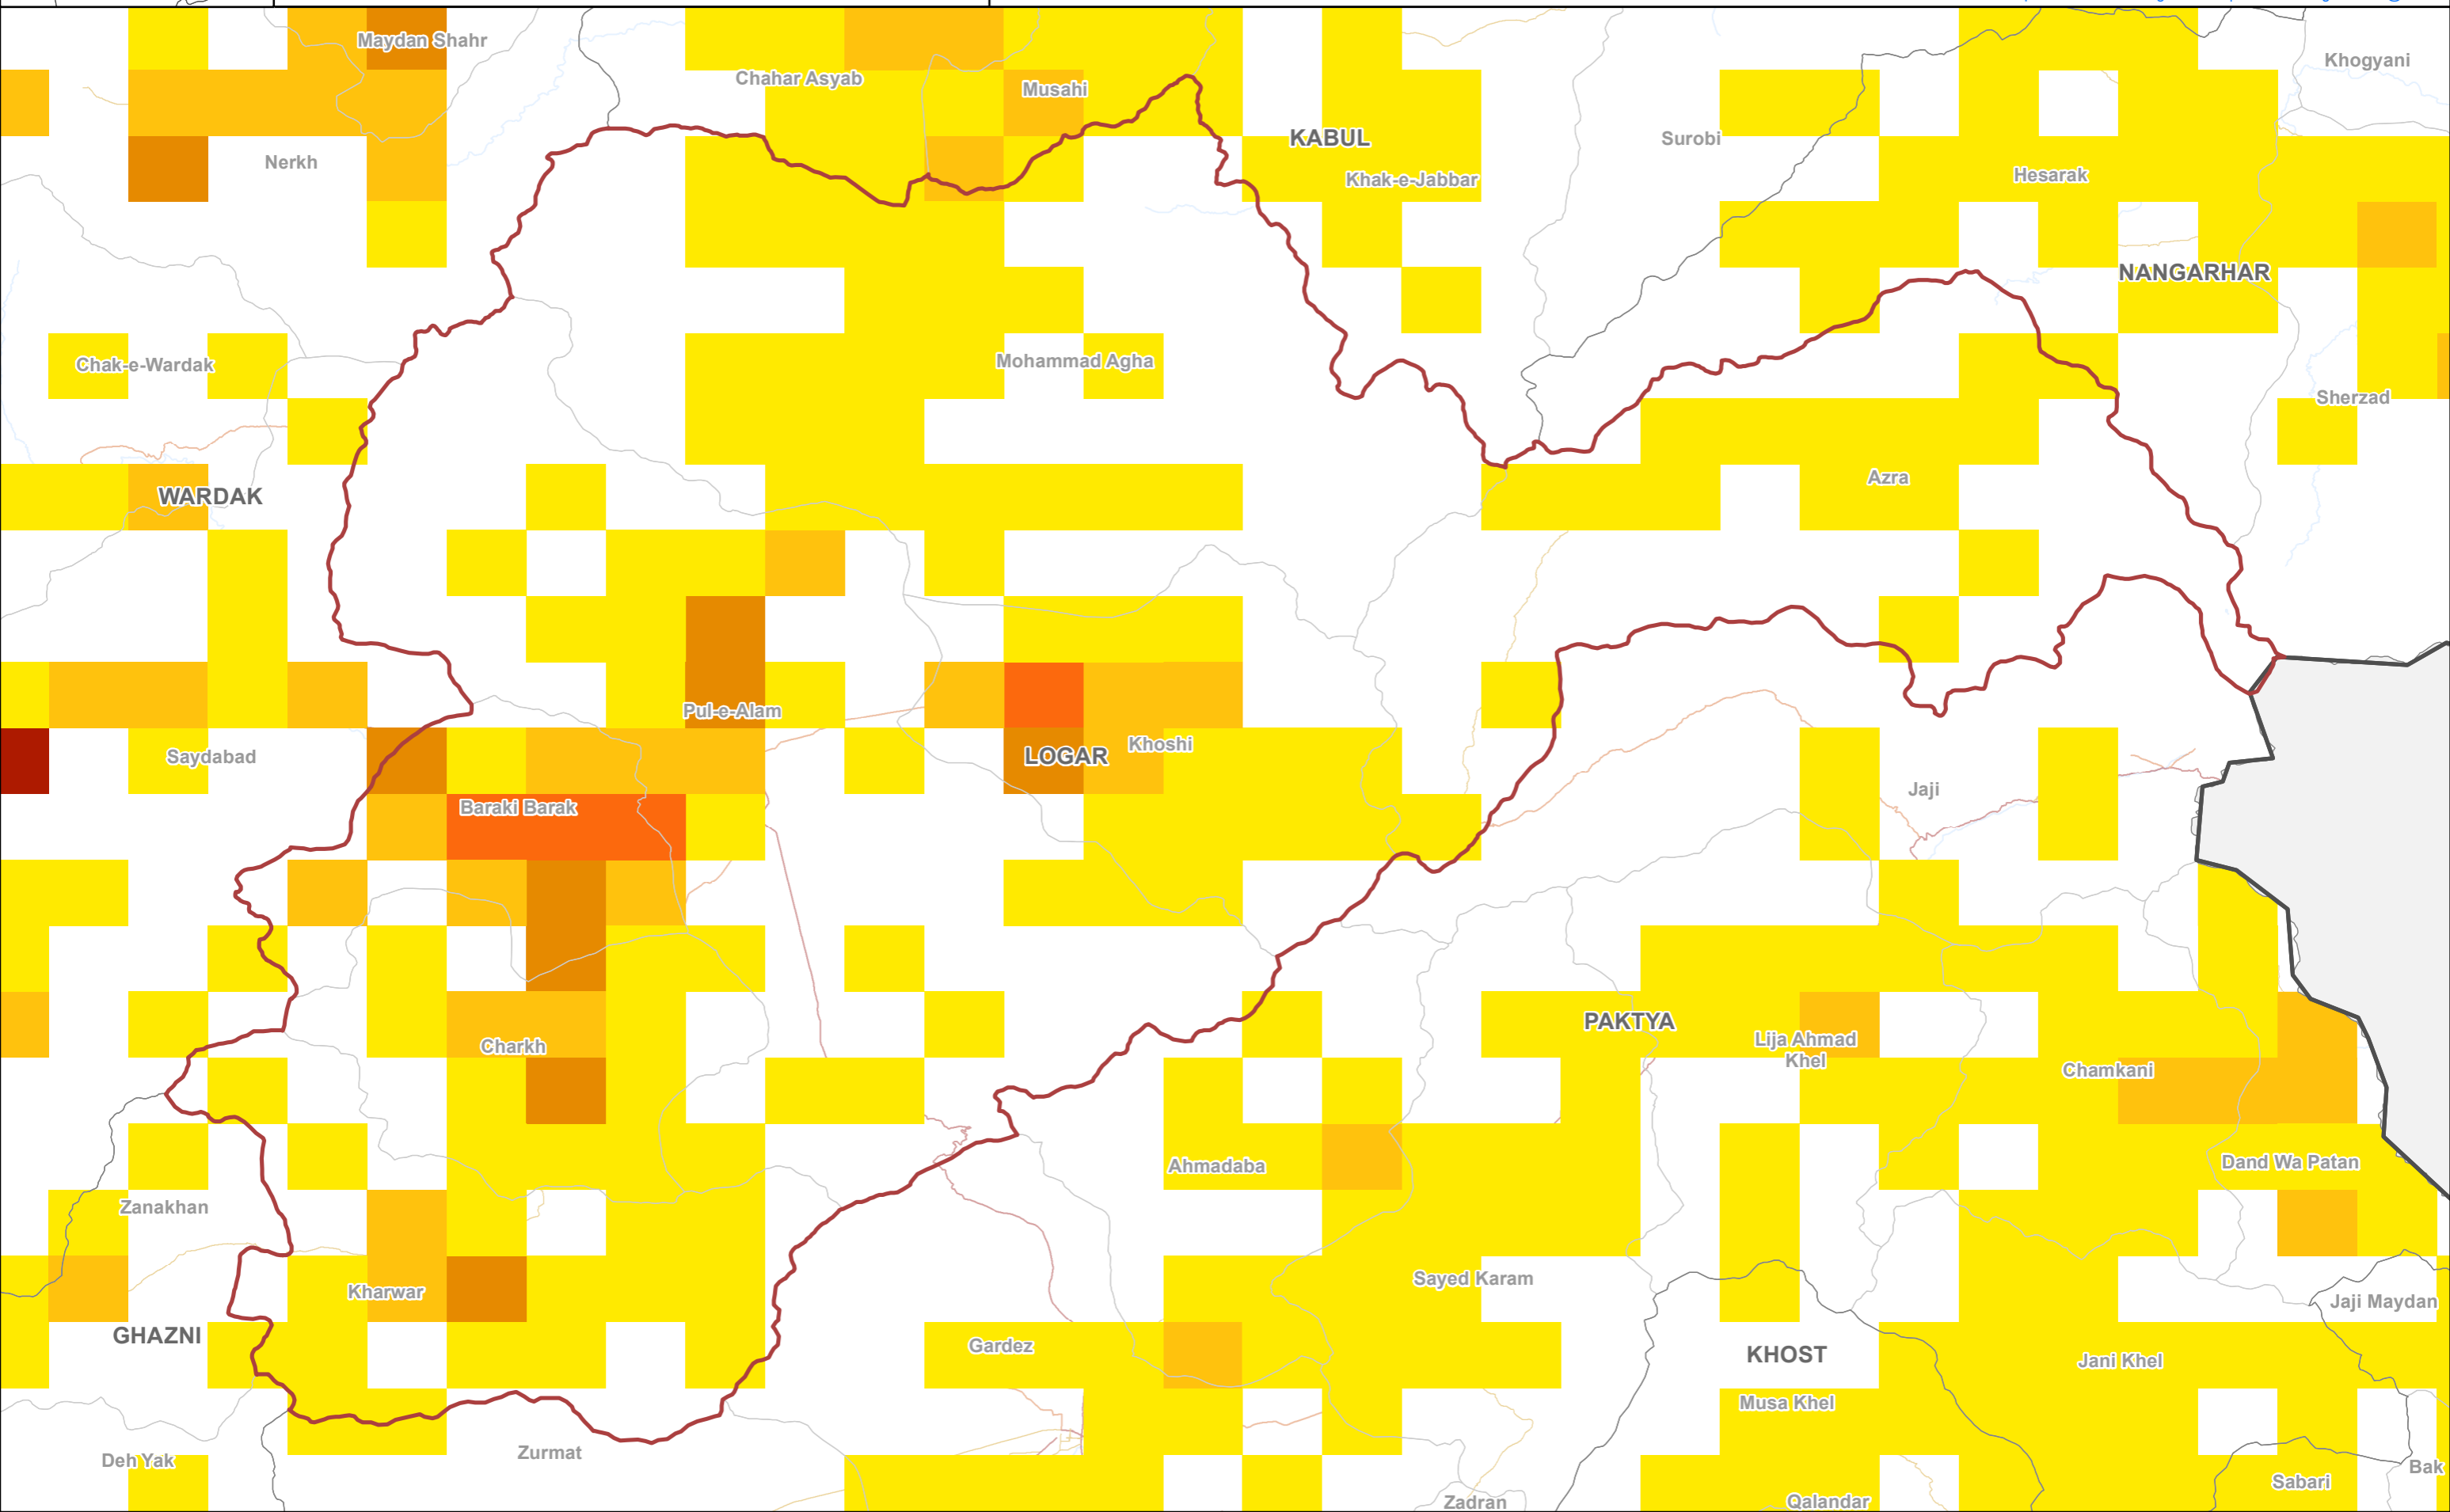 Maydan Shahr
Khogyani
Chahar Asyab
Musahi
KABUL
Surobi
Nerkh
Khak-e-Jabbar
Hesarak
NANGARHAR
Chak-e-Wardak
Mohammad Agha
Sherzad
Azra
WARDAK
Pul-e-Alam
Khoshi
LOGAR
Saydabad
Jaji
Baraki Barak
PAKTYA
Lija Ahmad
Khel
Charkh
Chamkani
Ahmadaba
Dand Wa Patan
Zanakhan
Sayed Karam
Kharwar
Jaji Maydan
GHAZNI
Gardez
KHOST
Jani Khel
Musa Khel
Zurmat
Deh Yak
Bak
Sabari
Zadran
Qalandar